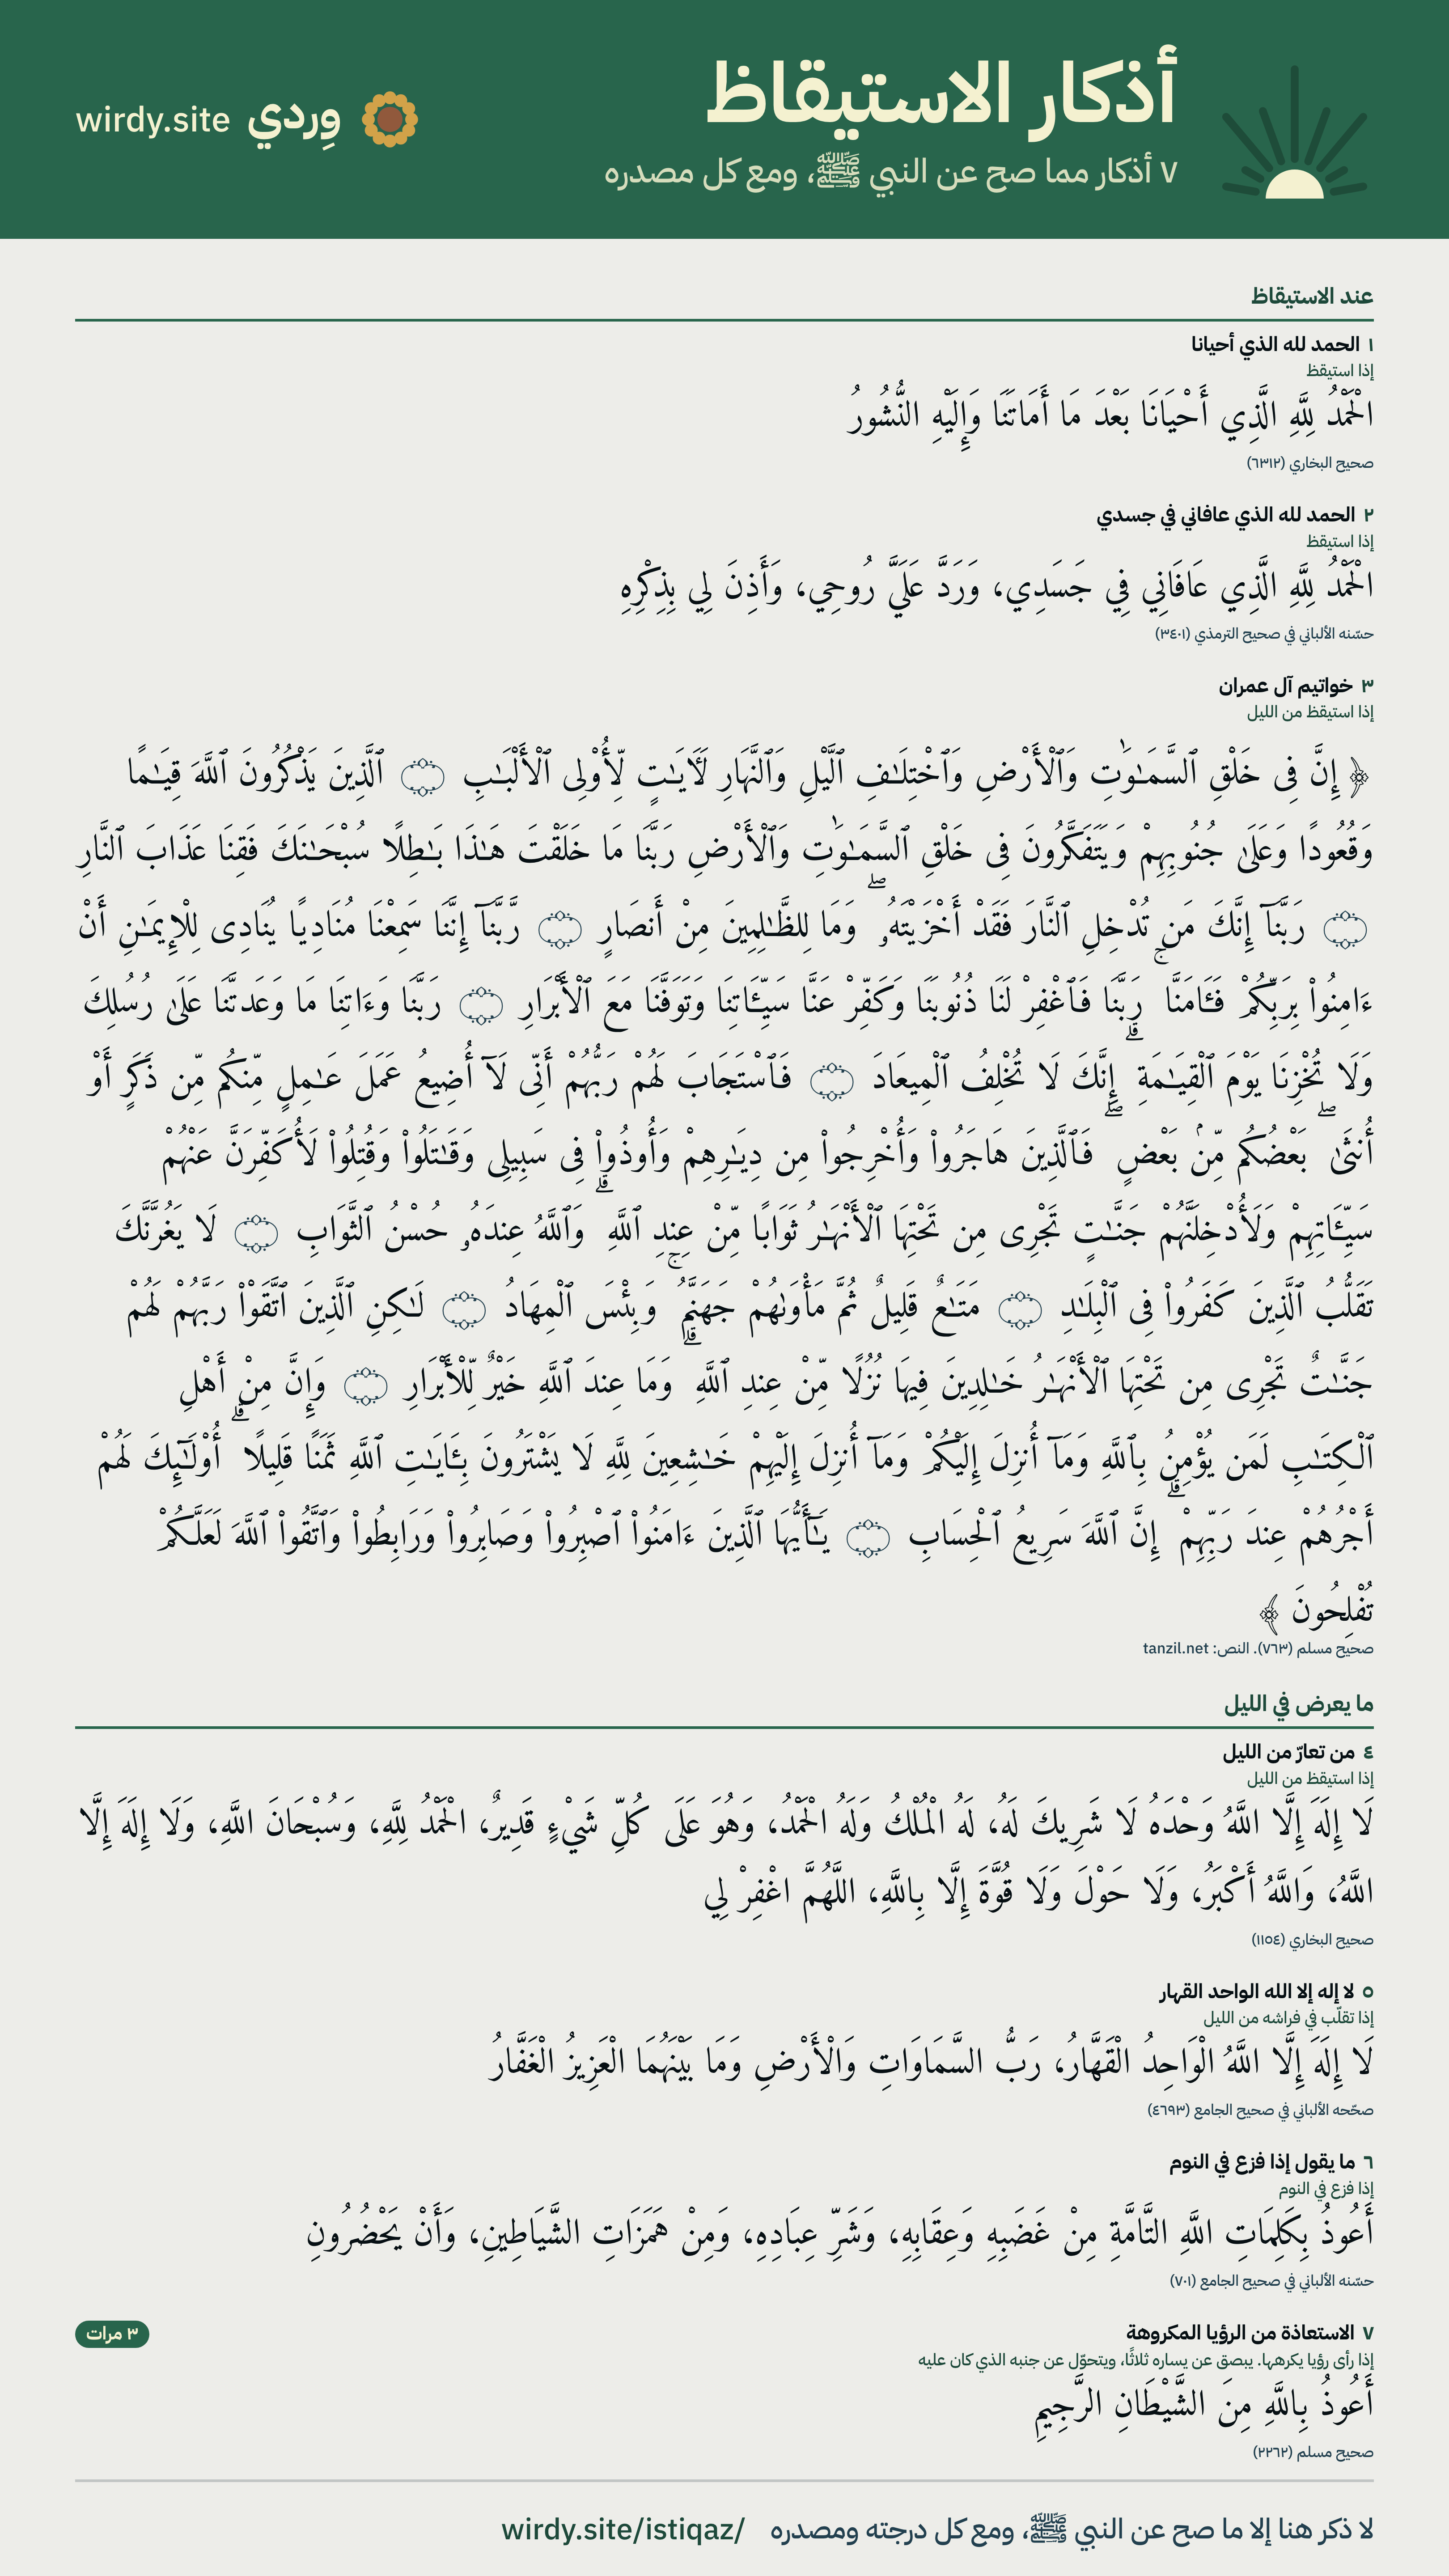 أذكار الاستيقاظ
٧ أذكار مما صح عن النبي ﷺ، ومع كل مصدره
وِردي wirdy.site
عند الاستيقاظ
١ الحمد لله الذي أحيانا
إذا استيقظ
الْحَمْدُ لِلَّهِ الَّذِي أَحْيَانَا بَعْدَ مَا أَمَاتَنَا وَإِلَيْهِ النُّشُورُ
صحيح البخاري (٦٣١٢)
٢ الحمد لله الذي عافاني في جسدي
إذا استيقظ
الْحَمْدُ لِلَّهِ الَّذِي عَافَانِي فِي جَسَدِي، وَرَدَّ عَلَيَّ رُوحِي، وَأَذِنَ لِي بِذِكْرِهِ
حسّنه الألباني في صحيح الترمذي (٣٤٠١)
٣ خواتيم آل عمران
إذا استيقظ من الليل
﴿ إِنَّ فِى خَلْقِ ٱلسَّمَـٰوَٰتِ وَٱلْأَرْضِ وَٱخْتِلَـٰفِ ٱلَّيْلِ وَٱلنَّهَارِ لَـَٔايَـٰتٍ لِّأُو۟لِى ٱلْأَلْبَـٰبِ ۝ ٱلَّذِينَ يَذْكُرُونَ ٱللَّهَ قِيَـٰمًا
وَقُعُودًا وَعَلَىٰ جُنُوبِهِمْ وَيَتَفَكَّرُونَ فِى خَلْقِ ٱلسَّمَـٰوَٰتِ وَٱلْأَرْضِ رَبَّنَا مَا خَلَقْتَ هَـٰذَا بَـٰطِلًا سُبْحَـٰنَكَ فَقِنَا عَذَابَ ٱلنَّارِ
۝ رَبَّنَآ إِنَّكَ مَن تُدْخِلِ ٱلنَّارَ فَقَدْ أَخْزَيْتَهُۥ ۖ وَمَا لِلظَّـٰلِمِينَ مِنْ أَنصَارٍ ۝ رَّبَّنَآ إِنَّنَا سَمِعْنَا مُنَادِيًا يُنَادِى لِلْإِيمَـٰنِ أَنْ
ءَامِنُوا۟ بِرَبِّكُمْ فَـَٔامَنَّا ۚ رَبَّنَا فَٱغْفِرْ لَنَا ذُنُوبَنَا وَكَفِّرْ عَنَّا سَيِّـَٔاتِنَا وَتَوَفَّنَا مَعَ ٱلْأَبْرَارِ ۝ رَبَّنَا وَءَاتِنَا مَا وَعَدتَّنَا عَلَىٰ رُسُلِكَ
وَلَا تُخْزِنَا يَوْمَ ٱلْقِيَـٰمَةِ ۗ إِنَّكَ لَا تُخْلِفُ ٱلْمِيعَادَ ۝ فَٱسْتَجَابَ لَهُمْ رَبُّهُمْ أَنِّى لَآ أُضِيعُ عَمَلَ عَـٰمِلٍ مِّنكُم مِّن ذَكَرٍ أَوْ
أُنثَىٰ ۖ بَعْضُكُم مِّنۢ بَعْضٍ ۖ فَٱلَّذِينَ هَاجَرُوا۟ وَأُخْرِجُوا۟ مِن دِيَـٰرِهِمْ وَأُوذُوا۟ فِى سَبِيلِى وَقَـٰتَلُوا۟ وَقُتِلُوا۟ لَأُكَفِّرَنَّ عَنْهُمْ
سَيِّـَٔاتِهِمْ وَلَأُدْخِلَنَّهُمْ جَنَّـٰتٍ تَجْرِى مِن تَحْتِهَا ٱلْأَنْهَـٰرُ ثَوَابًا مِّنْ عِندِ ٱللَّهِ ۗ وَٱللَّهُ عِندَهُۥ حُسْنُ ٱلثَّوَابِ ۝ لَا يَغُرَّنَّكَ
تَقَلُّبُ ٱلَّذِينَ كَفَرُوا۟ فِى ٱلْبِلَـٰدِ ۝ مَتَـٰعٌ قَلِيلٌ ثُمَّ مَأْوَىٰهُمْ جَهَنَّمُ ۚ وَبِئْسَ ٱلْمِهَادُ ۝ لَـٰكِنِ ٱلَّذِينَ ٱتَّقَوْا۟ رَبَّهُمْ لَهُمْ
جَنَّـٰتٌ تَجْرِى مِن تَحْتِهَا ٱلْأَنْهَـٰرُ خَـٰلِدِينَ فِيهَا نُزُلًا مِّنْ عِندِ ٱللَّهِ ۗ وَمَا عِندَ ٱللَّهِ خَيْرٌ لِّلْأَبْرَارِ ۝ وَإِنَّ مِنْ أَهْلِ
ٱلْكِتَـٰبِ لَمَن يُؤْمِنُ بِٱللَّهِ وَمَآ أُنزِلَ إِلَيْكُمْ وَمَآ أُنزِلَ إِلَيْهِمْ خَـٰشِعِينَ لِلَّهِ لَا يَشْتَرُونَ بِـَٔايَـٰتِ ٱللَّهِ ثَمَنًا قَلِيلًا ۗ أُو۟لَـٰٓئِكَ لَهُمْ
أَجْرُهُمْ عِندَ رَبِّهِمْ ۗ إِنَّ ٱللَّهَ سَرِيعُ ٱلْحِسَابِ ۝ يَـٰٓأَيُّهَا ٱلَّذِينَ ءَامَنُوا۟ ٱصْبِرُوا۟ وَصَابِرُوا۟ وَرَابِطُوا۟ وَٱتَّقُوا۟ ٱللَّهَ لَعَلَّكُمْ
تُفْلِحُونَ ﴾
صحيح مسلم (٧٦٣). النص: tanzil.net
ما يعرض في الليل
٤ من تعارّ من الليل
إذا استيقظ من الليل
لَا إِلَهَ إِلَّا اللَّهُ وَحْدَهُ لَا شَرِيكَ لَهُ، لَهُ الْمُلْكُ وَلَهُ الْحَمْدُ، وَهُوَ عَلَى كُلِّ شَيْءٍ قَدِيرٌ، الْحَمْدُ لِلَّهِ، وَسُبْحَانَ اللَّهِ، وَلَا إِلَهَ إِلَّا
اللَّهُ، وَاللَّهُ أَكْبَرُ، وَلَا حَوْلَ وَلَا قُوَّةَ إِلَّا بِاللَّهِ، اللَّهُمَّ اغْفِرْ لِي
صحيح البخاري (١١٥٤)
٥ لا إله إلا الله الواحد القهار
إذا تقلّب في فراشه من الليل
لَا إِلَهَ إِلَّا اللَّهُ الْوَاحِدُ الْقَهَّارُ، رَبُّ السَّمَاوَاتِ وَالْأَرْضِ وَمَا بَيْنَهُمَا الْعَزِيزُ الْغَفَّارُ
صحّحه الألباني في صحيح الجامع (٤٦٩٣)
٦ ما يقول إذا فزع في النوم
إذا فزع في النوم
أَعُوذُ بِكَلِمَاتِ اللَّهِ التَّامَّةِ مِنْ غَضَبِهِ وَعِقَابِهِ، وَشَرِّ عِبَادِهِ، وَمِنْ هَمَزَاتِ الشَّيَاطِينِ، وَأَنْ يَحْضُرُونِ
حسّنه الألباني في صحيح الجامع (٧٠١)
٧ الاستعاذة من الرؤيا المكروهة
٣ مرات
إذا رأى رؤيا يكرهها. يبصق عن يساره ثلاثًا، ويتحوّل عن جنبه الذي كان عليه
أَعُوذُ بِاللَّهِ مِنَ الشَّيْطَانِ الرَّجِيمِ
صحيح مسلم (٢٢٦٢)
لا ذكر هنا إلا ما صح عن النبي ﷺ، ومع كل درجته ومصدره wirdy.site/istiqaz/